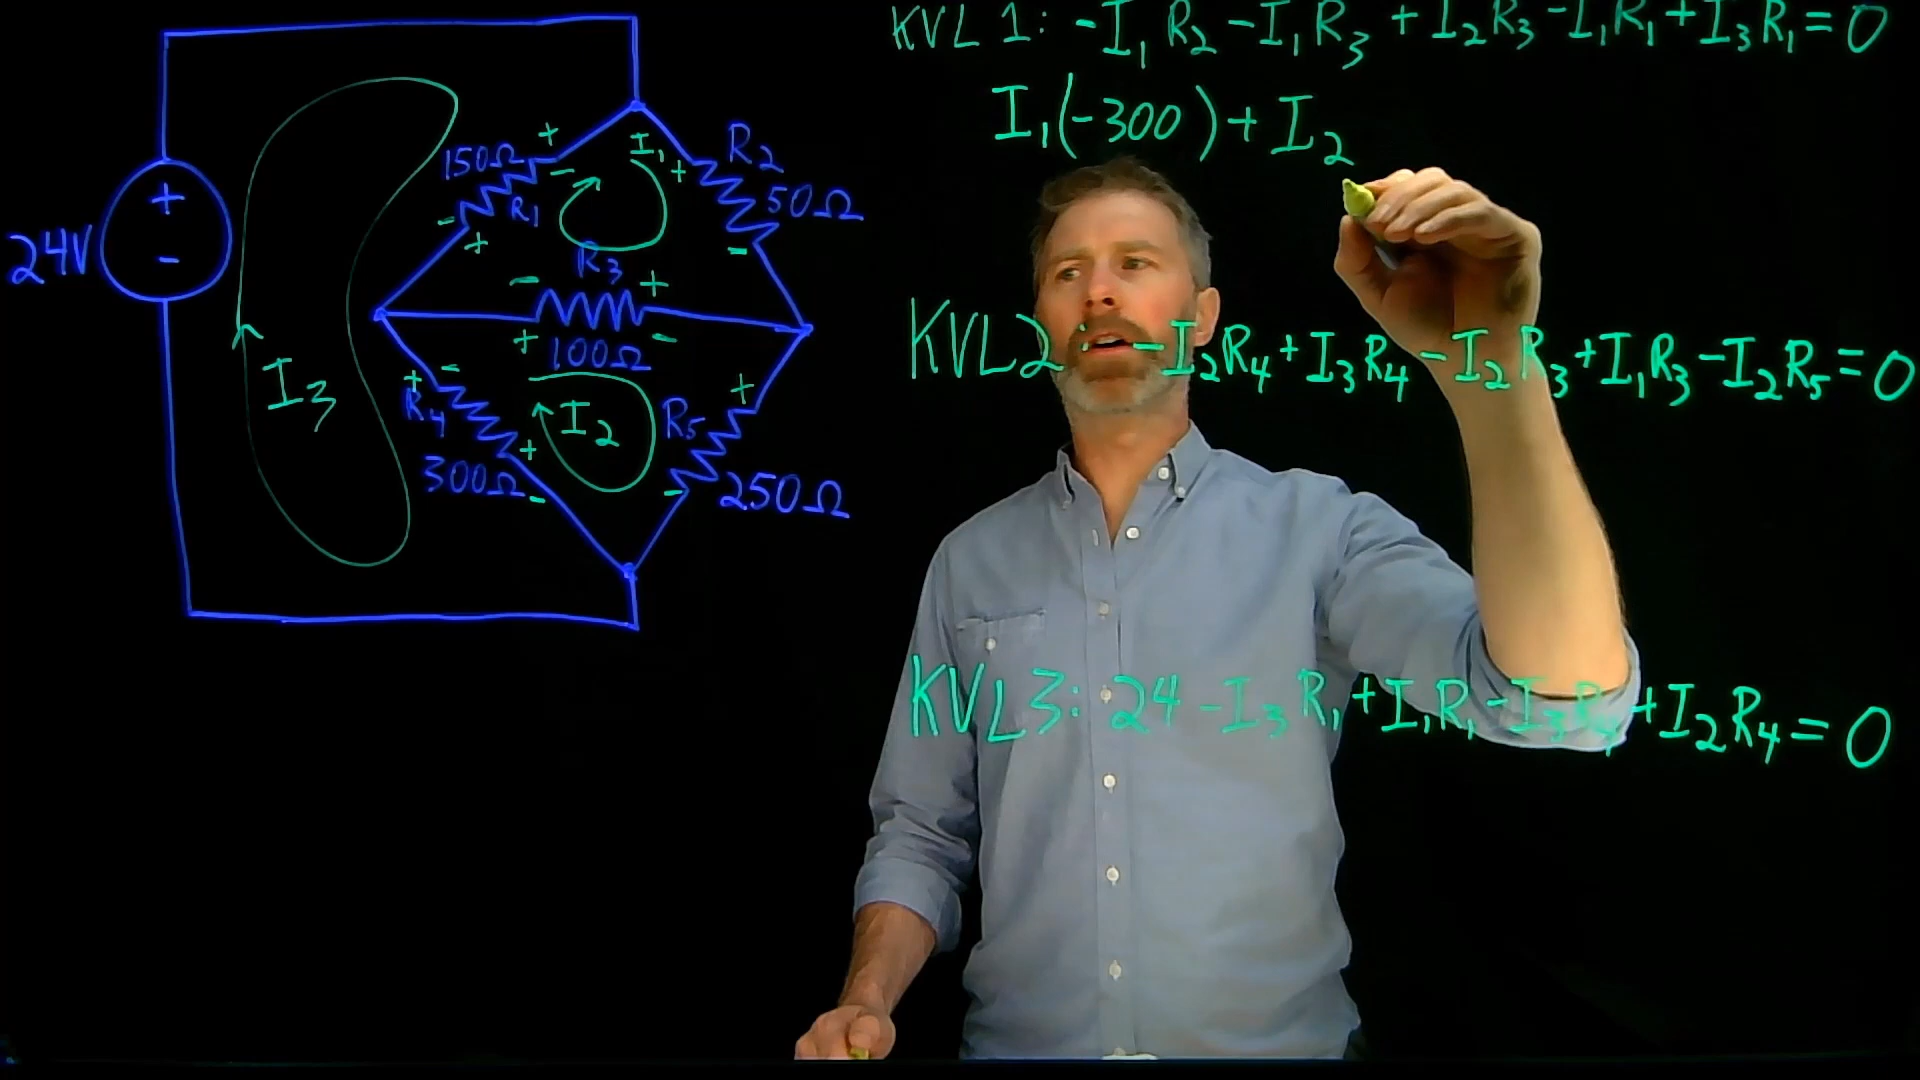 KVL 1: -I₁R₂ -I₁R₃ + I₂R₃ -I₁R₁ + I₃R₁ = 0
I₁(-300) + I₂
KVL2: -I₂R₄ + I₃R₄ - I₂R₃ + I₁R₃ - I₂R₅ = 0
KVL3: 24 - I₃R₁ + I₁R₁ - I₃R₄ + I₂R₄ = 0
24V
+
-
I₃
150Ω
R₁
+
-
-
+
I₁
R₂
50Ω
+
-
R₃
100Ω
-
+
+
-
R₄
300Ω
+
-
+
-
I₂
R₅
250Ω
+
-